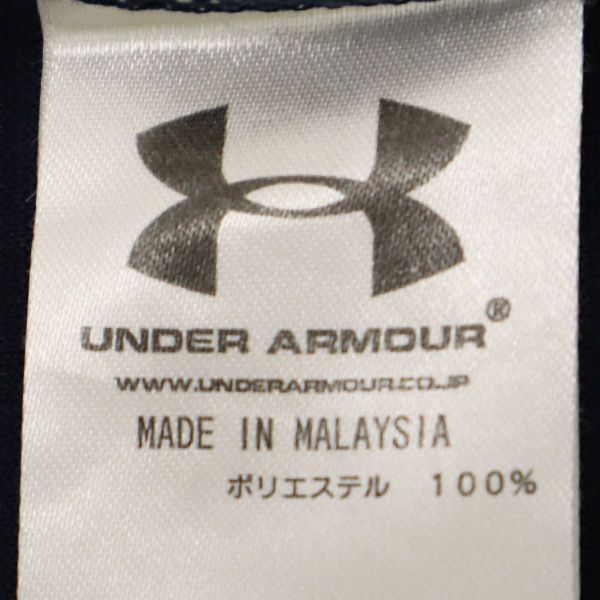 UNDER ARMOUR®
WWW.UNDERARMOUR.CO.JP
MADE IN MALAYSIA
ポリエステル 100%